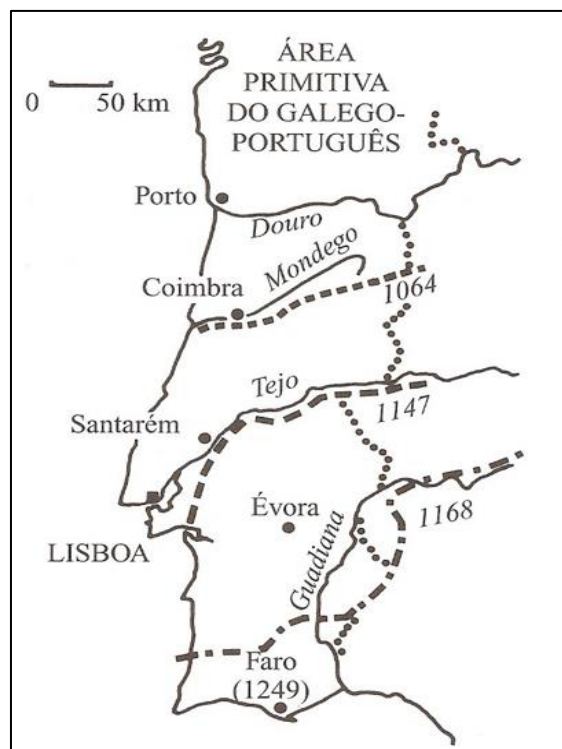 ÁREA
PRIMITIVA
DO GALEGO-
PORTUGUÊS
0 50 km
Porto
Douro
Mondego
Coimbra
1064
Tejo
Santarém
1147
Évora
1168
LISBOA
Guadiana
Faro
(1249)